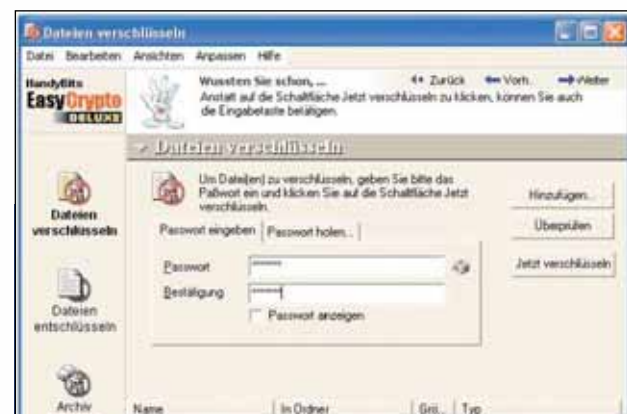 Dateien verschlüsseln
Datei Bearbeiten Ansichten Anpassen Hilfe
HandyBits
EasyCrypto
DELUXE
Wussten Sie schon, ...
Zurück Vorh. Weiter
Anstatt auf die Schaltfläche Jetzt verschlüsseln zu klicken, können Sie auch
die Eingabetaste betätigen.
Dateien verschlüsseln
Dateien
verschlüsseln
Dateien
entschlüsseln
Archiv
Um Datei(en) zu verschlüsseln, geben Sie bitte das
Paßwort ein und klicken Sie auf die Schaltfläche Jetzt
verschlüsseln.
Passwort eingeben Passwort holen...
Passwort
Bestätigung
Passwort anzeigen
Hinzufügen...
Überprüfen
Jetzt verschlüsseln
Name In Ordner Grö... Typ